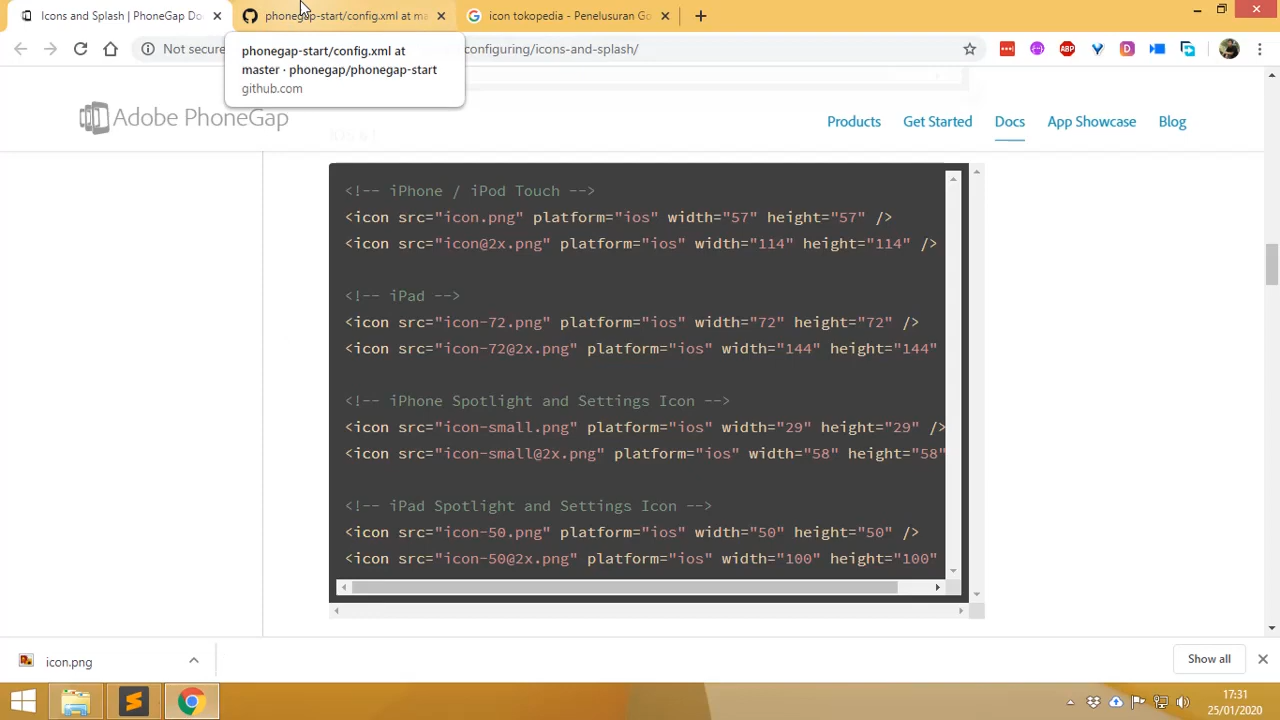 Icons and Splash | PhoneGap Do
phonegap-start/config.xml at ma
icon tokopedia - Penelusuran Go
Not secure
configuring/icons-and-splash/
phonegap-start/config.xml at
master · phonegap/phonegap-start
github.com
ABP
Adobe PhoneGap
Products
Get Started
Docs
App Showcase
Blog
<!-- iPhone / iPod Touch -->
<icon src="icon.png" platform="ios" width="57" height="57" />
<icon src="icon@2x.png" platform="ios" width="114" height="114" />
<!-- iPad -->
<icon src="icon-72.png" platform="ios" width="72" height="72" />
<icon src="icon-72@2x.png" platform="ios" width="144" height="144"
<!-- iPhone Spotlight and Settings Icon -->
<icon src="icon-small.png" platform="ios" width="29" height="29" />
<icon src="icon-small@2x.png" platform="ios" width="58" height="58"
<!-- iPad Spotlight and Settings Icon -->
<icon src="icon-50.png" platform="ios" width="50" height="50" />
<icon src="icon-50@2x.png" platform="ios" width="100" height="100"
icon.png
Show all
17:31
25/01/2020